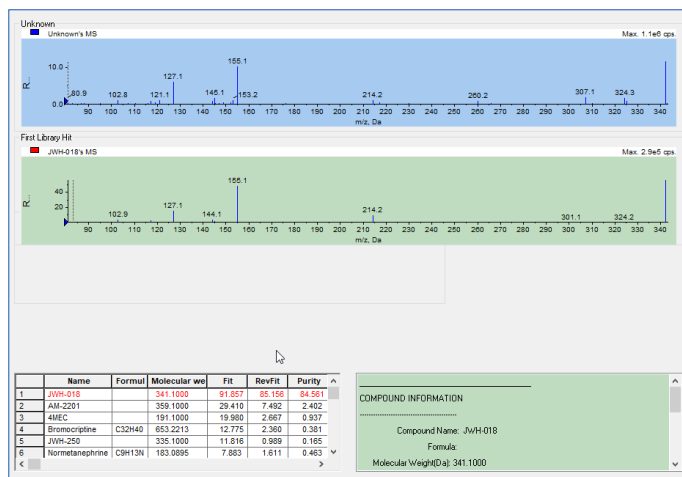 Unknown
Unknown's MS Max. 1.1e6 cps.
R...
10.0
0.0
80.9 102.8 121.1 127.1 145.1 153.2 155.1 214.2 260.2 307.1 324.3
90 100 110 120 130 140 150 160 170 180 190 200 210 220 230 240 250 260 270 280 290 300 310 320 330 340
m/z, Da
First Library Hit
JWH-018's MS Max. 2.9e5 cps.
R...
40
20
102.9 127.1 144.1 155.1 214.2 301.1 324.2
90 100 110 120 130 140 150 160 170 180 190 200 210 220 230 240 250 260 270 280 290 300 310 320 330 340
m/z, Da
Name Formul Molecular we Fit RevFit Purity
1 JWH-018 341.1000 91.857 85.156 84.561
2 AM-2201 359.1000 29.410 7.492 2.402
3 4MEC 191.1000 19.980 2.667 0.937
4 Bromocriptine C32H40 653.2213 12.775 2.360 0.381
5 JWH-250 335.1000 11.816 0.989 0.165
6 Normetanephrine C9H13N 183.0895 7.883 1.611 0.463
COMPOUND INFORMATION
Compound Name: JWH-018
Formula:
Molecular Weight(Da): 341.1000